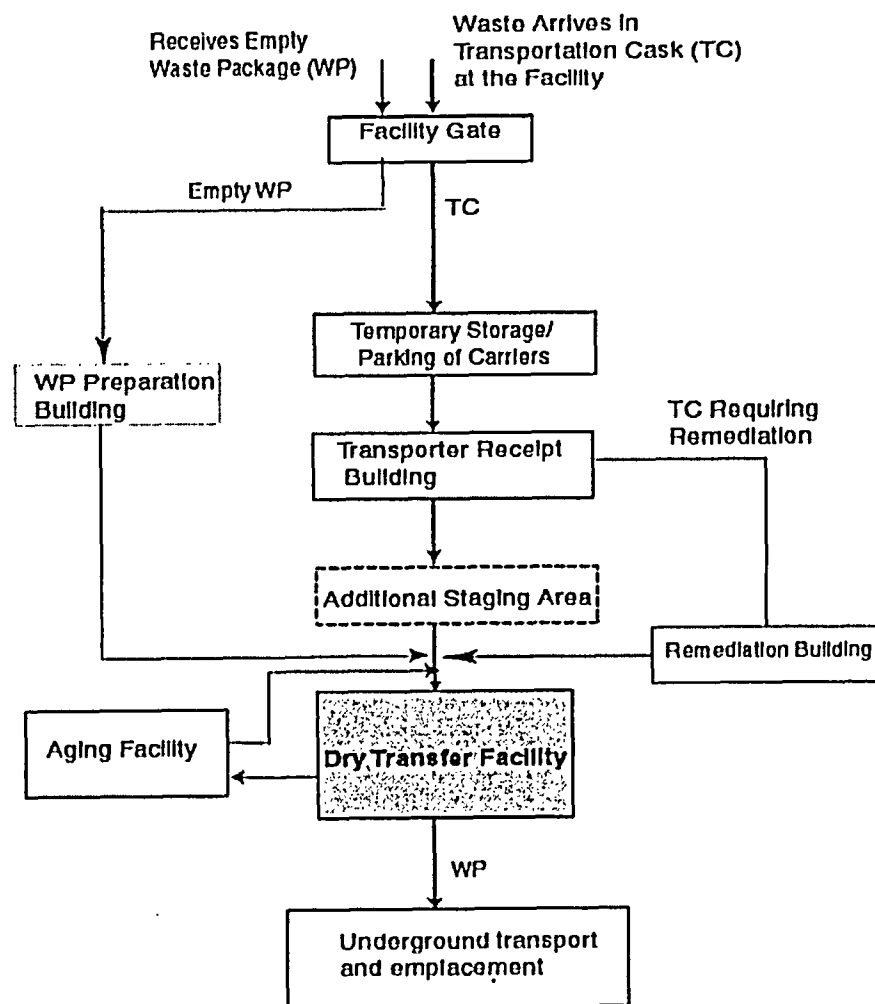 Receives Empty
Waste Package (WP)
Waste Arrives in
Transportation Cask (TC)
at the Facility
Facility Gate
Empty WP
TC
Temporary Storage/
Parking of Carriers
WP Preparation
Building
TC Requiring
Remediation
Transporter Receipt
Building
Additional Staging Area
Remediation Building
Aging Facility
Dry Transfer Facility
WP
Underground transport
and emplacement